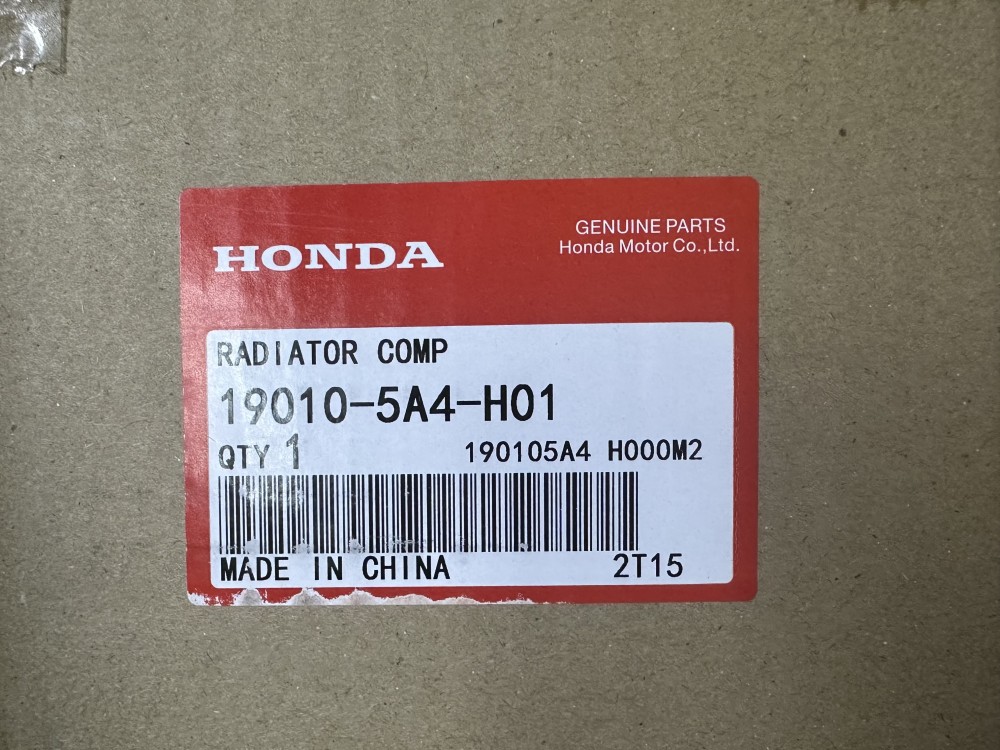 HONDA
GENUINE PARTS
Honda Motor Co.,Ltd.
RADIATOR COMP
19010-5A4-H01
QTY 1 190105A4 H000M2
MADE IN CHINA 2T15